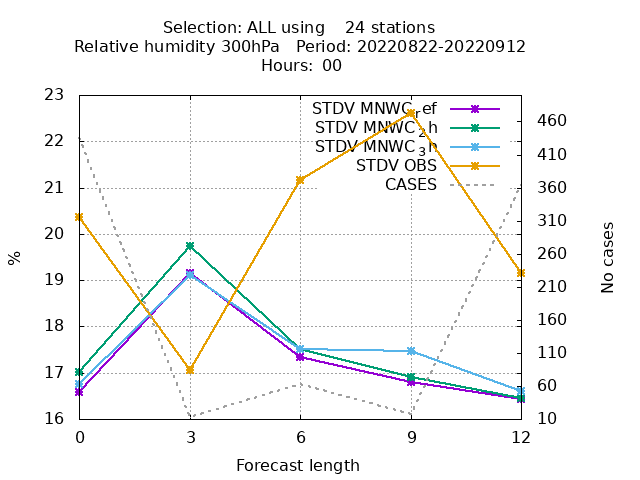 Selection: ALL using 24 stations
Relative humidity 300hPa Period: 20220822-20220912
Hours: 00
STDV MNWC_ref
STDV MNWC_2h
STDV MNWC_3h
STDV OBS
CASES
%
23
22
21
20
19
18
17
16
460
410
360
310
260
210
160
110
60
10
No cases
0 3 6 9 12
Forecast length